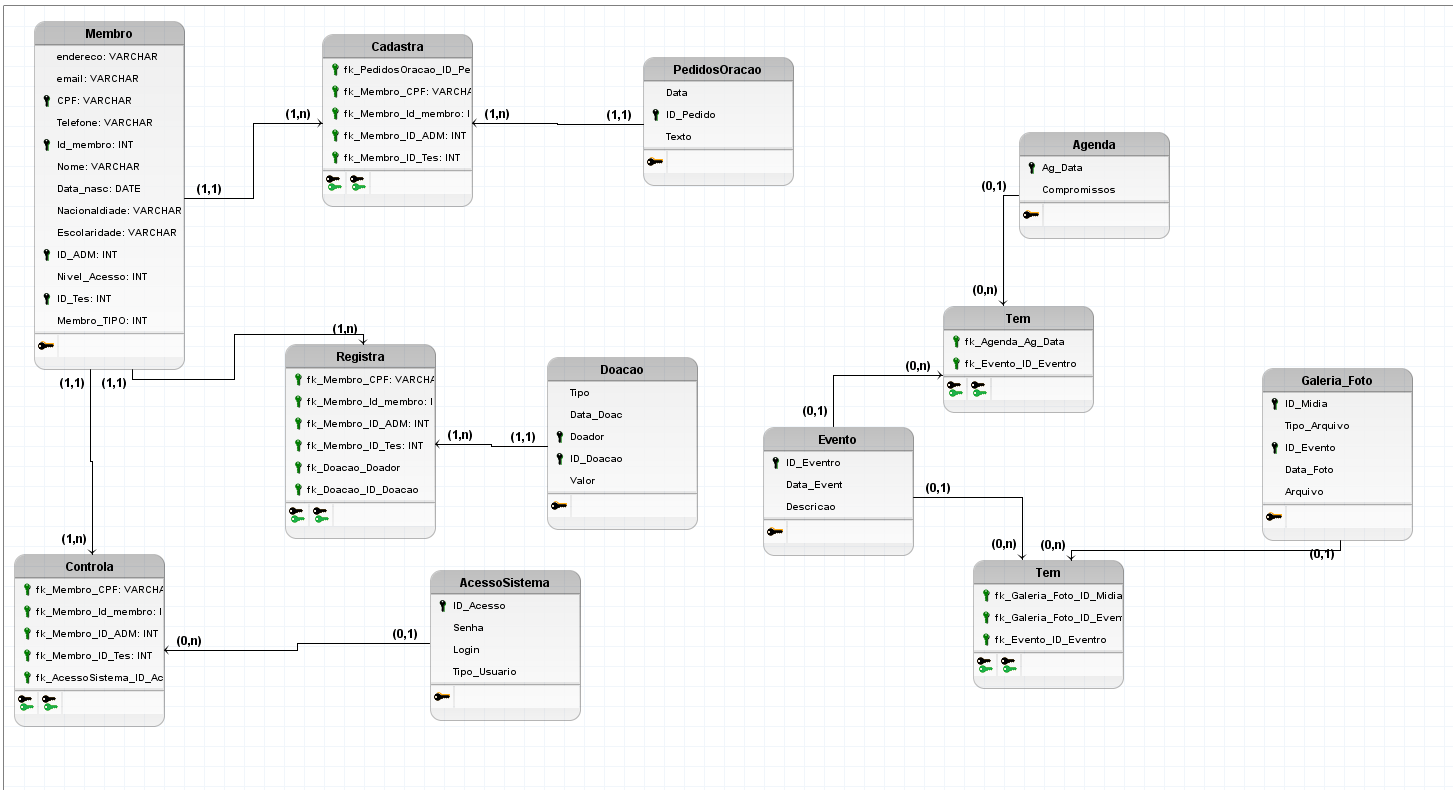 Membro
endereco: VARCHAR
email: VARCHAR
CPF: VARCHAR
Telefone: VARCHAR
Id_membro: INT
Nome: VARCHAR
Data_nasc: DATE
Nacionaldiade: VARCHAR
Escolaridade: VARCHAR
ID_ADM: INT
Nivel_Acesso: INT
ID_Tes: INT
Membro_TIPO: INT
(1,1)
(1,n)
Cadastra
fk_PedidosOracao_ID_Pe
fk_Membro_CPF: VARCHA
fk_Membro_Id_membro: I
fk_Membro_ID_ADM: INT
fk_Membro_ID_Tes: INT
(1,n)
(1,1)
PedidosOracao
Data
ID_Pedido
Texto
Agenda
Ag_Data
Compromissos
(0,1)
(0,n)
Tem
fk_Agenda_Ag_Data
fk_Evento_ID_Eventro
(0,n)
(0,1)
(1,1)
(1,1)
(1,n)
Registra
fk_Membro_CPF: VARCHA
fk_Membro_Id_membro: I
fk_Membro_ID_ADM: INT
fk_Membro_ID_Tes: INT
fk_Doacao_Doador
fk_Doacao_ID_Doacao
(1,n)
(1,1)
Doacao
Tipo
Data_Doac
Doador
ID_Doacao
Valor
Evento
ID_Eventro
Data_Event
Descricao
(0,1)
(0,n)
(0,n)
(0,1)
Galeria_Foto
ID_Midia
Tipo_Arquivo
ID_Evento
Data_Foto
Arquivo
(1,n)
Controla
fk_Membro_CPF: VARCHA
fk_Membro_Id_membro: I
fk_Membro_ID_ADM: INT
fk_Membro_ID_Tes: INT
fk_AcessoSistema_ID_Ac
(0,n)
(0,1)
AcessoSistema
ID_Acesso
Senha
Login
Tipo_Usuario
Tem
fk_Galeria_Foto_ID_Midia
fk_Galeria_Foto_ID_Even
fk_Evento_ID_Eventro